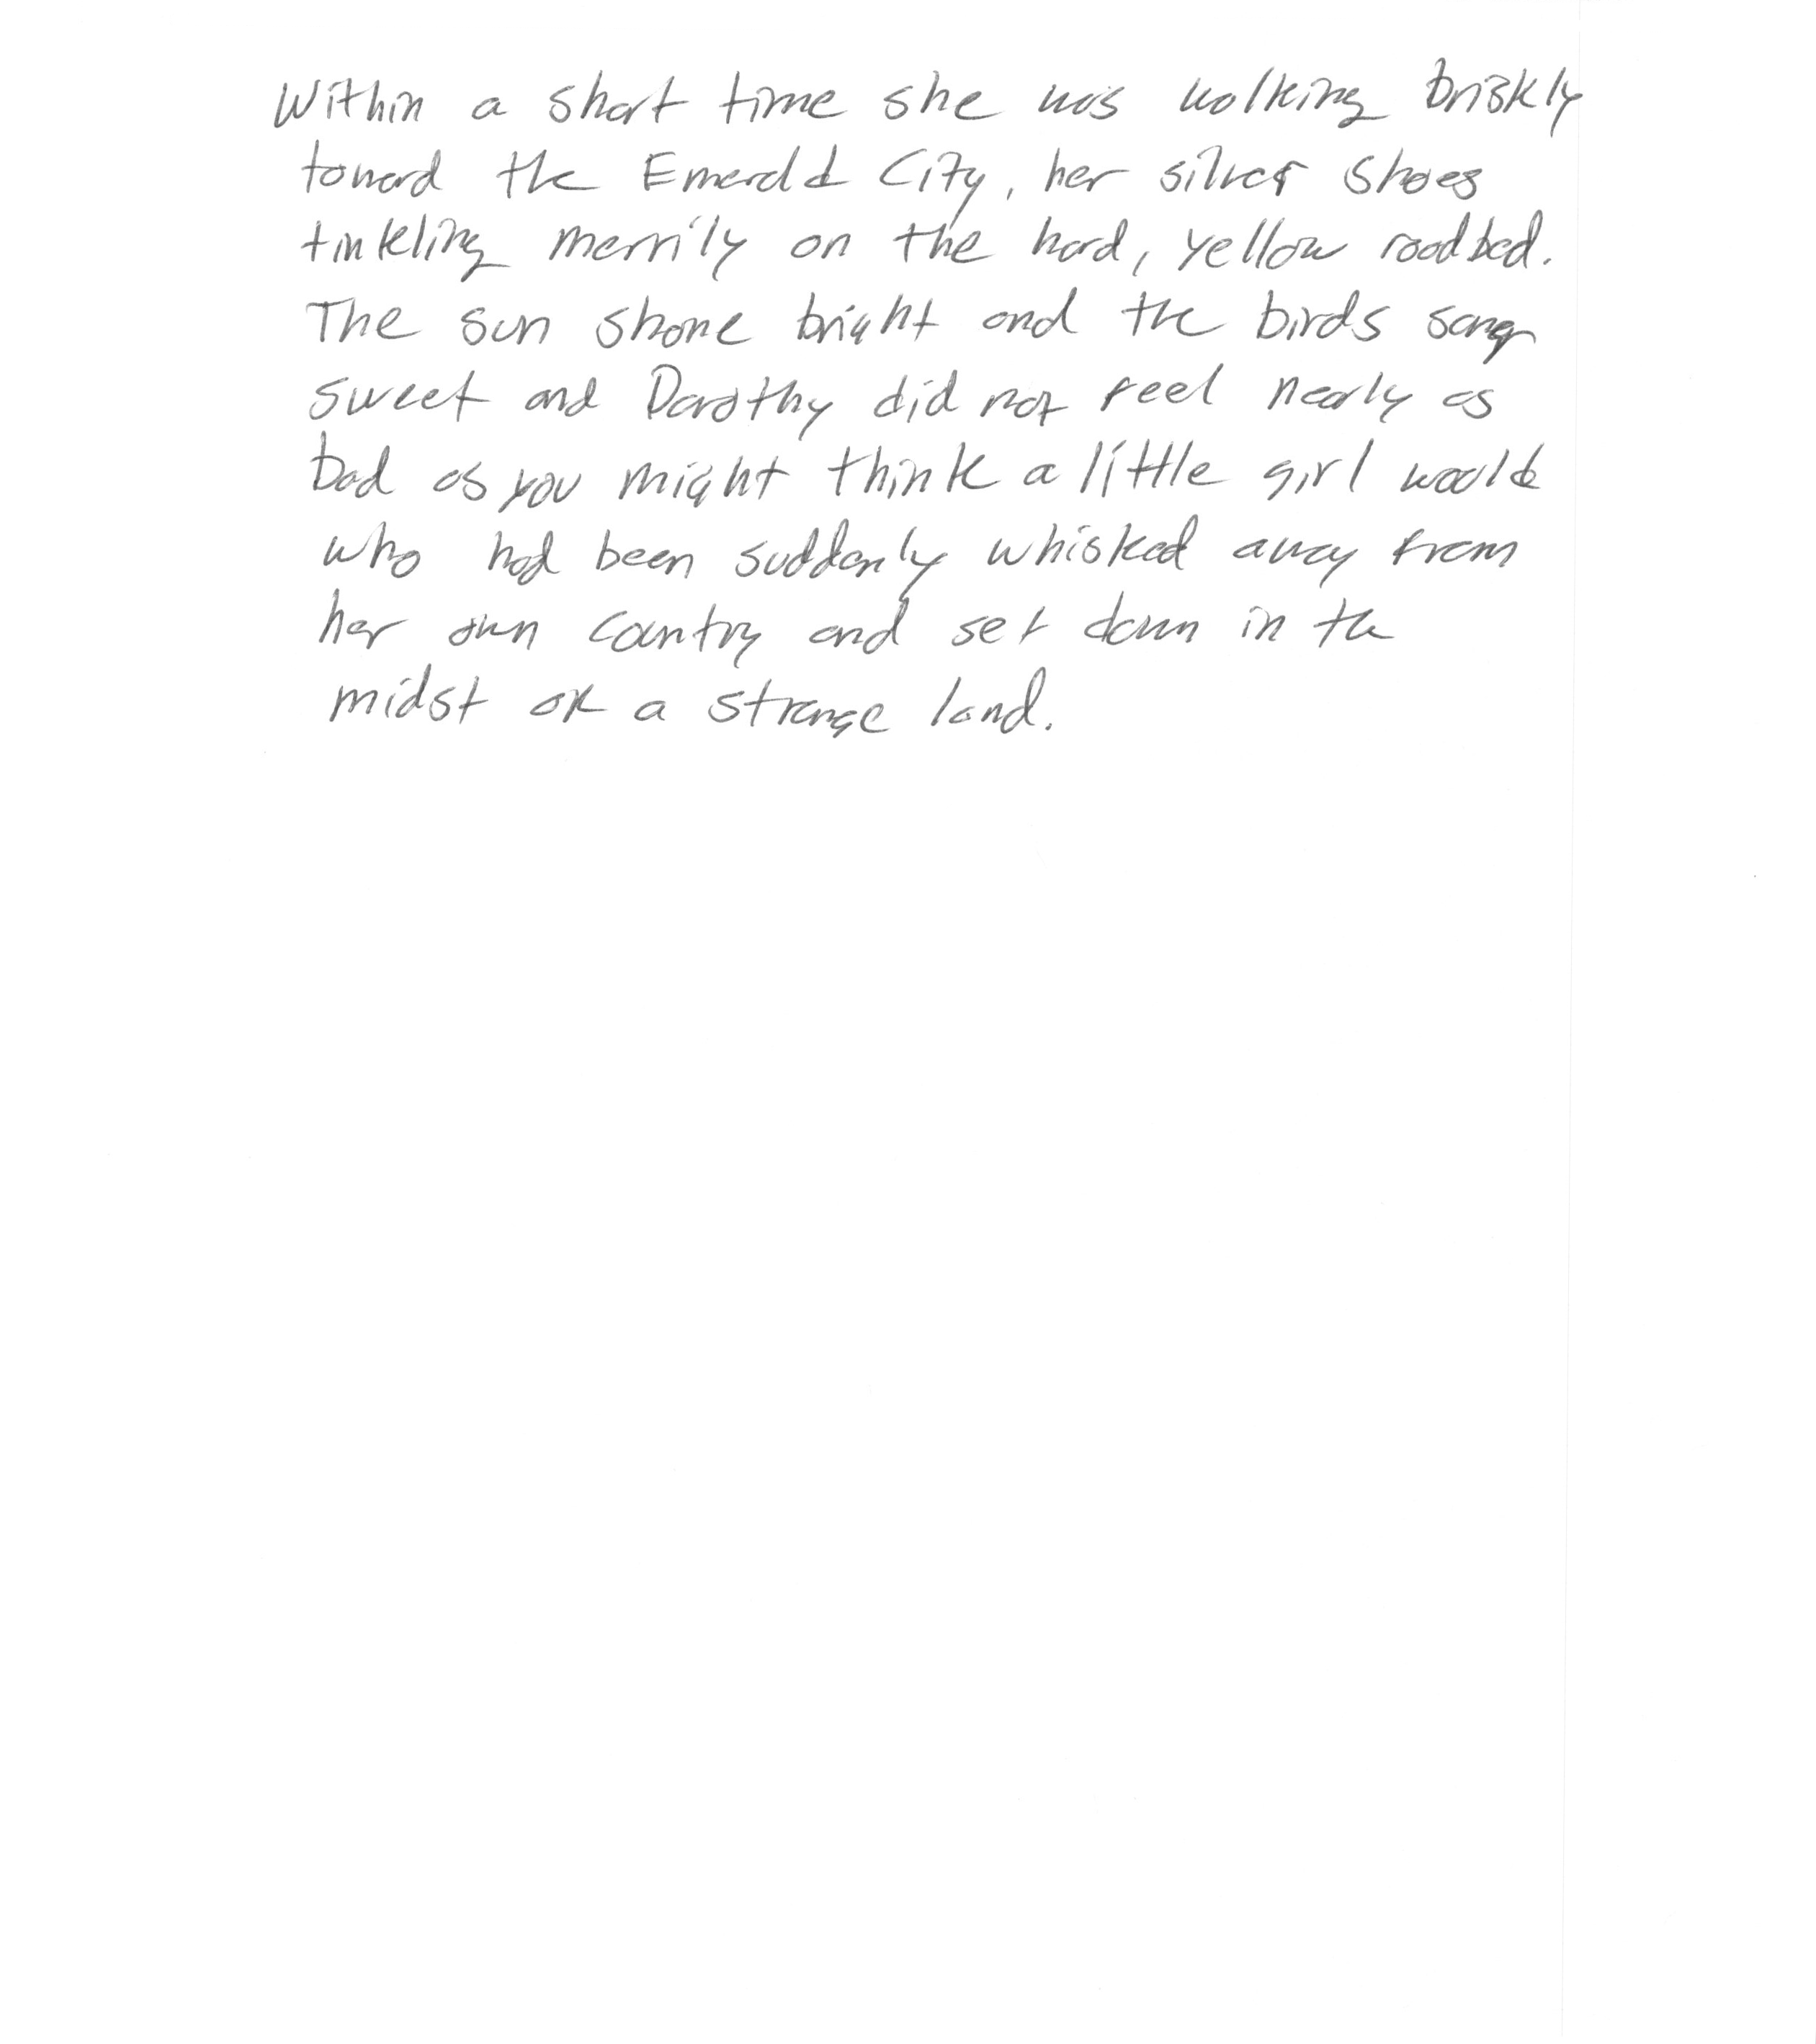 Within a short time she was walking briskly
toward the Emerald City, her silver shoes
tinkling merrily on the hard, yellow roadbed.
The sun shone bright and the birds sang
sweet and Dorothy did not feel nearly as
bad as you might think a little girl would
who had been suddenly whisked away from
her own country and set down in the
midst of a strange land.